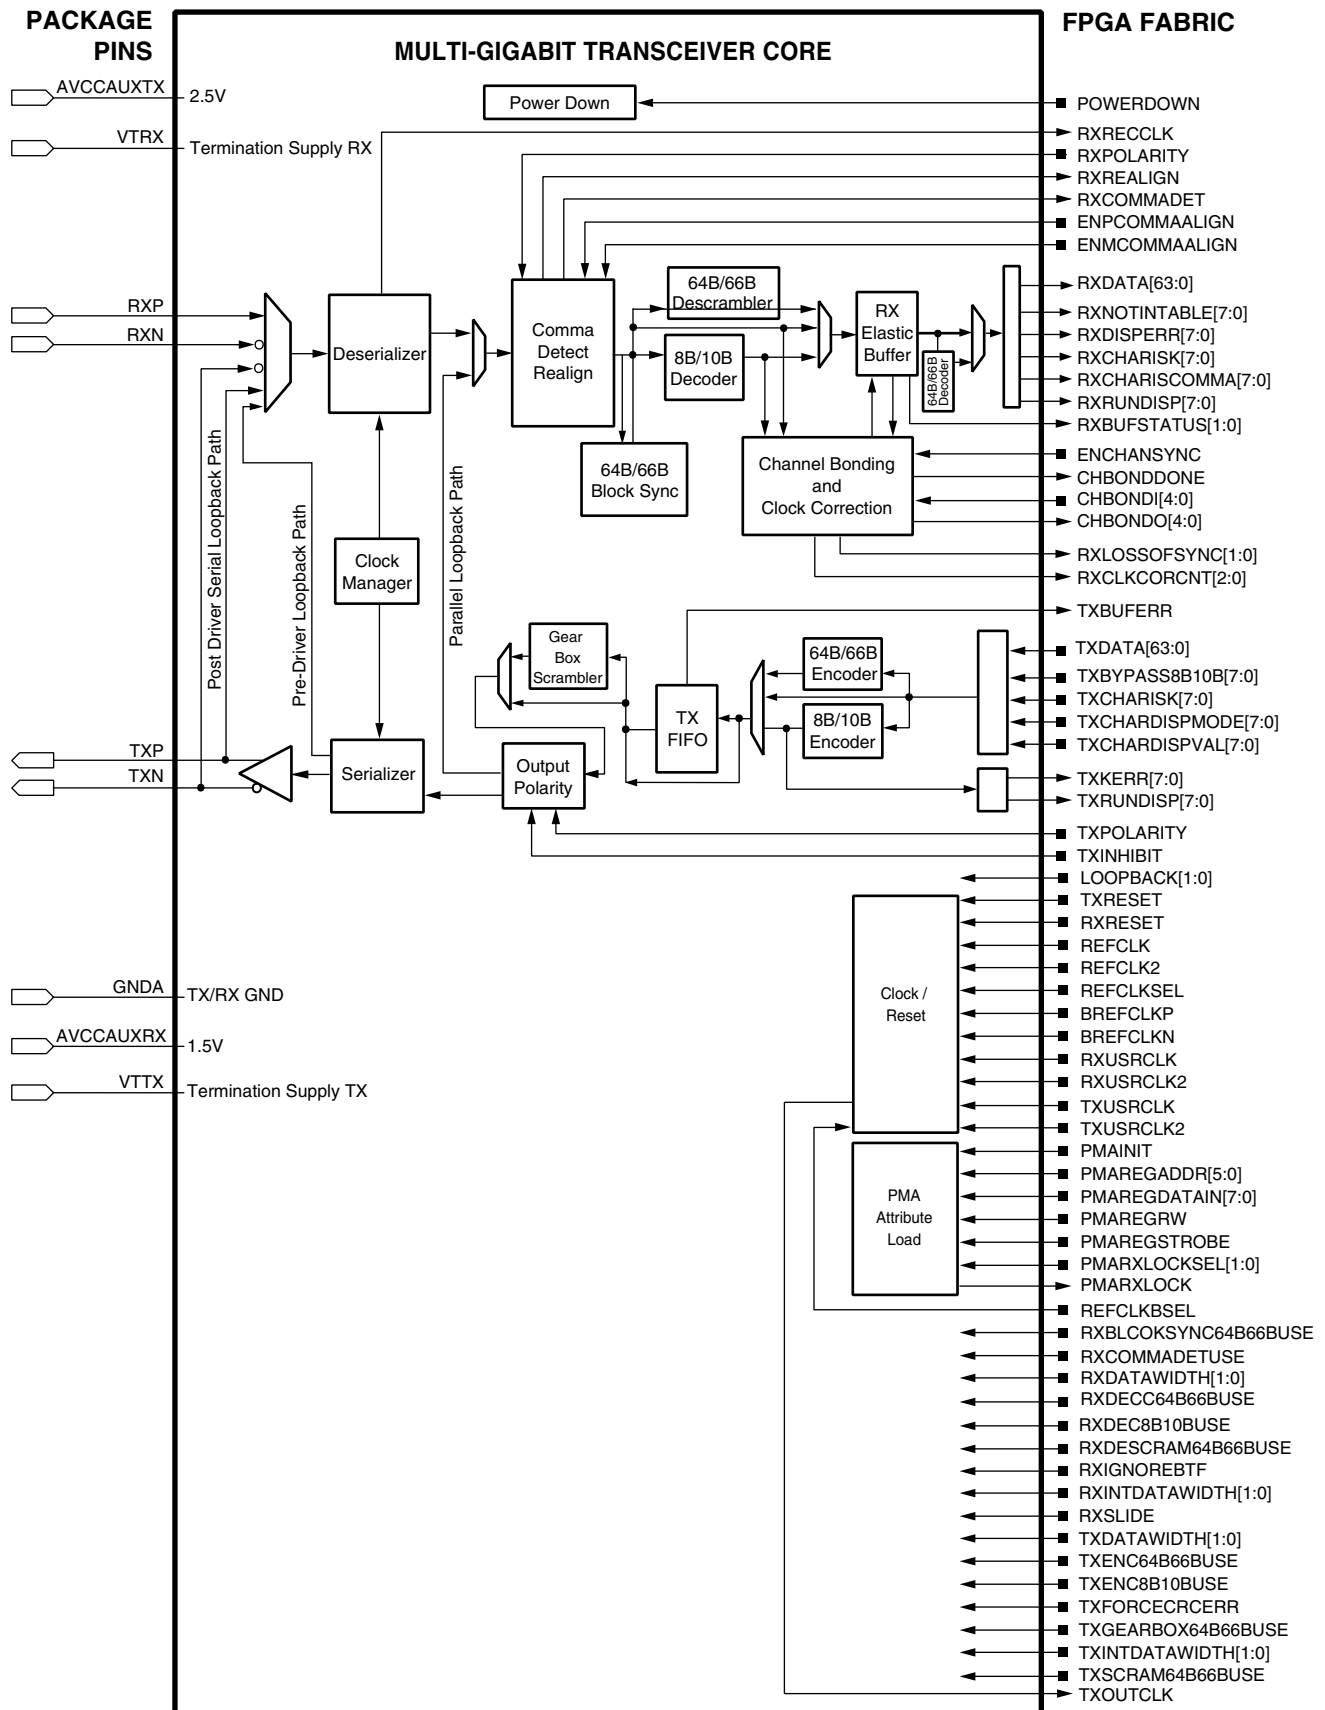 PACKAGE
PINS
MULTI-GIGABIT TRANSCEIVER CORE
FPGA FABRIC
AVCCAUXTX
2.5V
VTRX
Termination Supply RX
RXP
RXN
Post Driver Serial Loopback Path
Pre-Driver Loopback Path
Parallel Loopback Path
TXP
TXN
GNDA
TX/RX GND
AVCCAUXRX
1.5V
VTTX
Termination Supply TX
Power Down
Deserializer
Comma
Detect
Realign
64B/66B
Descrambler
8B/10B
Decoder
64B/66B
Block Sync
RX
Elastic
Buffer
64B/66B
Decoder
Channel Bonding
and
Clock Correction
Clock
Manager
Gear
Box
Scrambler
64B/66B
Encoder
8B/10B
Encoder
TX
FIFO
Output
Polarity
Serializer
Clock /
Reset
PMA
Attribute
Load
POWERDOWN
RXRECCLK
RXPOLARITY
RXREALIGN
RXCOMMADET
ENPCOMMAALIGN
ENMCOMMAALIGN
RXDATA[63:0]
RXNOTINTABLE[7:0]
RXDISPERR[7:0]
RXCHARISK[7:0]
RXCHARISCOMMA[7:0]
RXRUNDISP[7:0]
RXBUFSTATUS[1:0]
ENCHANSYNC
CHBONDDONE
CHBONDI[4:0]
CHBONDO[4:0]
RXLOSSOFSYNC[1:0]
RXCLKCORCNT[2:0]
TXBUFERR
TXDATA[63:0]
TXBYPASS8B10B[7:0]
TXCHARISK[7:0]
TXCHARDISPMODE[7:0]
TXCHARDISPVAL[7:0]
TXKERR[7:0]
TXRUNDISP[7:0]
TXPOLARITY
TXINHIBIT
LOOPBACK[1:0]
TXRESET
RXRESET
REFCLK
REFCLK2
REFCLKSEL
BREFCLKP
BREFCLKN
RXUSRCLK
RXUSRCLK2
TXUSRCLK
TXUSRCLK2
PMAINIT
PMAREGADDR[5:0]
PMAREGDATAIN[7:0]
PMAREGRW
PMAREGSTROBE
PMARXLOCKSEL[1:0]
PMARXLOCK
REFCLKBSEL
RXBLCOKSYNC64B66BUSE
RXCOMMADETUSE
RXDATAWIDTH[1:0]
RXDECC64B66BUSE
RXDEC8B10BUSE
RXDESCRAM64B66BUSE
RXIGNOREBTF
RXINTDATAWIDTH[1:0]
RXSLIDE
TXDATAWIDTH[1:0]
TXENC64B66BUSE
TXENC8B10BUSE
TXFORCECRCERR
TXGEARBOX64B66BUSE
TXINTDATAWIDTH[1:0]
TXSCRAM64B66BUSE
TXOUTCLK